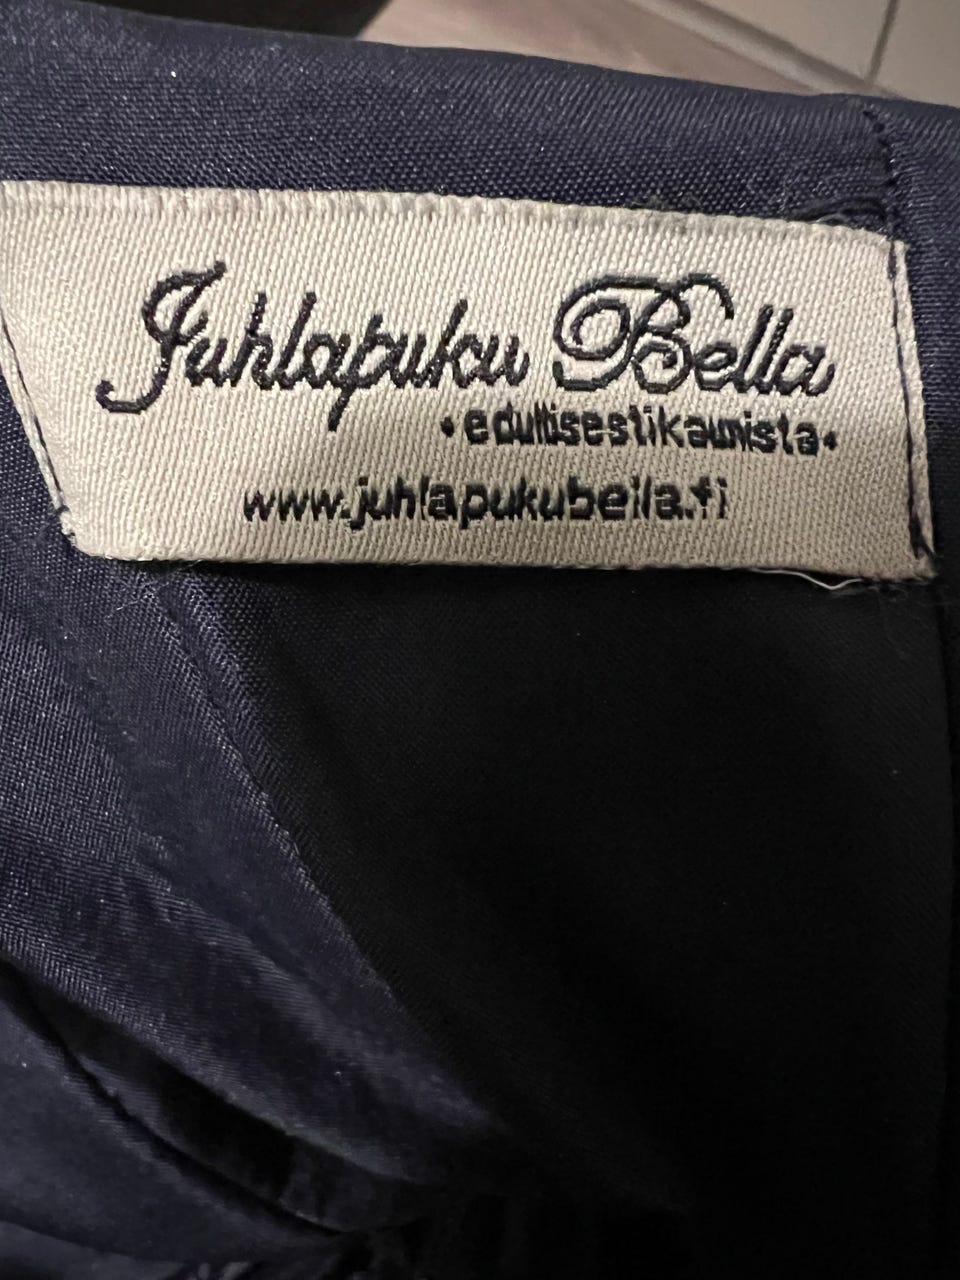 Juhlapuku Bella
•edullisestikaunista•
www.juhlapukubella.fi